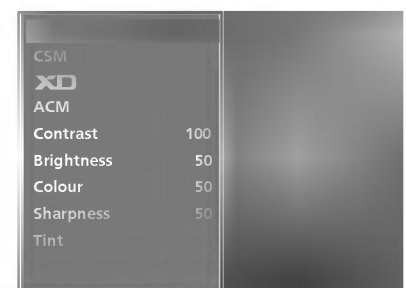 CSM
XD
ACM
Contrast 100
Brightness 50
Colour 50
Sharpness 50
Tint